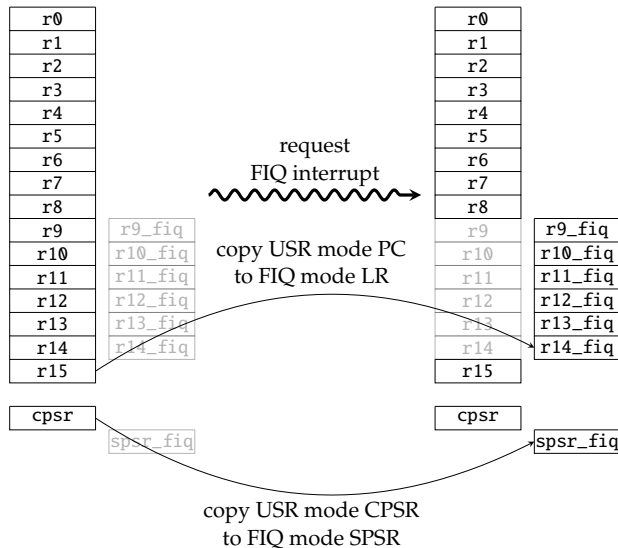 r0 r0
r1 r1
r2 r2
r3 r3
r4 r4
r5 r5
r6 request r6
r7 FIQ interrupt r7
r8 r8
r9 r9_fiq r9 r9_fiq
r10 r10_fiq copy USR mode PC r10 r10_fiq
r11 r11_fiq to FIQ mode LR r11 r11_fiq
r12 r12_fiq r12 r12_fiq
r13 r13_fiq r13 r13_fiq
r14 r14_fiq r14 r14_fiq
r15 r15
cpsr cpsr
spsr_fiq spsr_fiq
copy USR mode CPSR
to FIQ mode SPSR